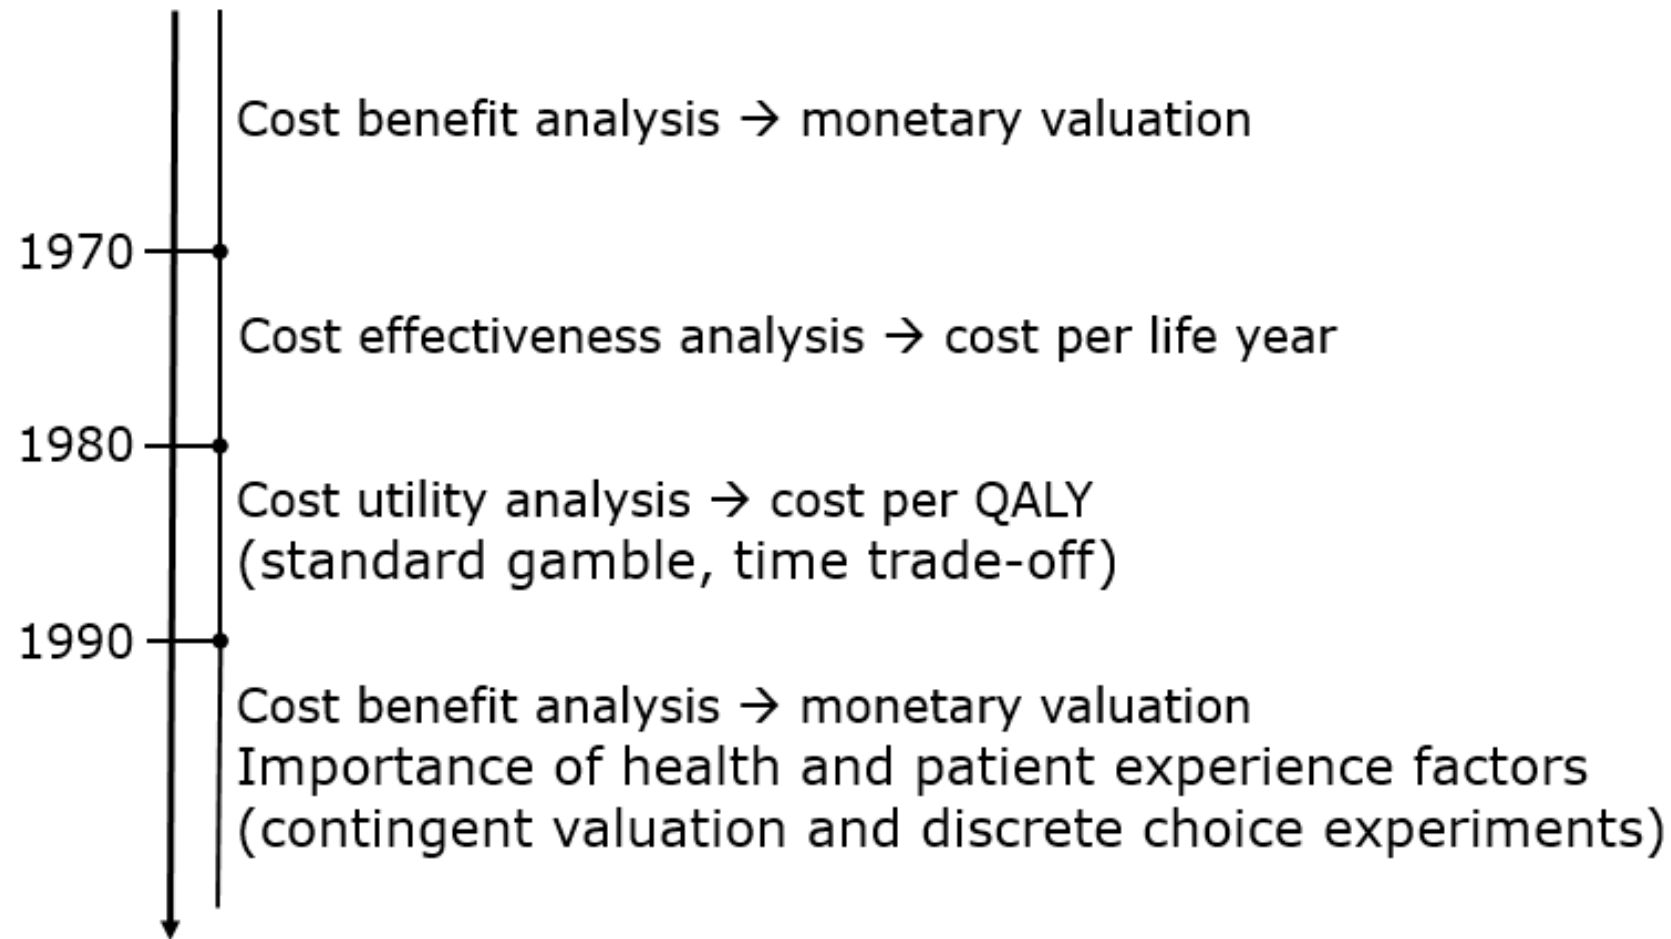 Cost benefit analysis → monetary valuation
1970
Cost effectiveness analysis → cost per life year
1980
Cost utility analysis → cost per QALY
(standard gamble, time trade-off)
1990
Cost benefit analysis → monetary valuation
Importance of health and patient experience factors
(contingent valuation and discrete choice experiments)